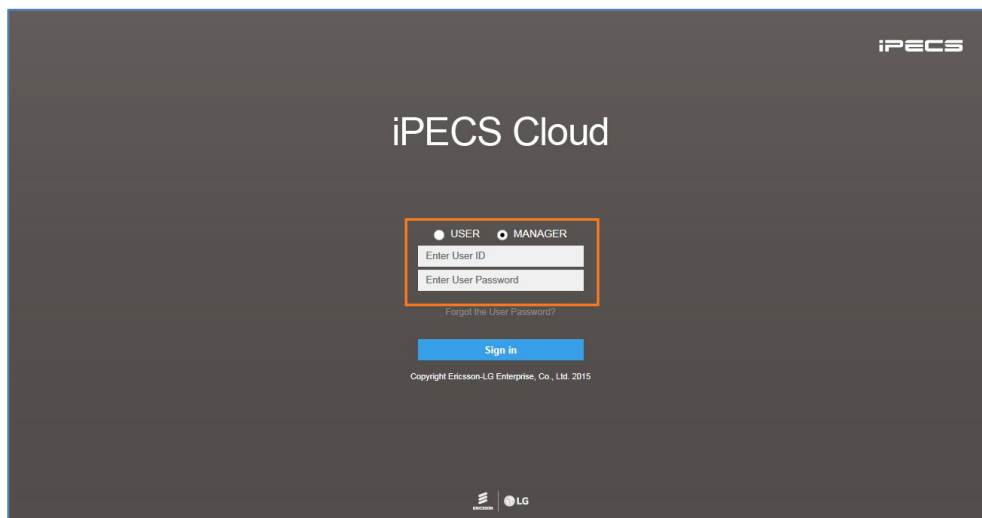 iPECS
iPECS Cloud
USER MANAGER
Enter User ID
Enter User Password
Forgot the User Password?
Sign in
Copyright Ericsson-LG Enterprise, Co., Ltd. 2015
ERICSSON LG